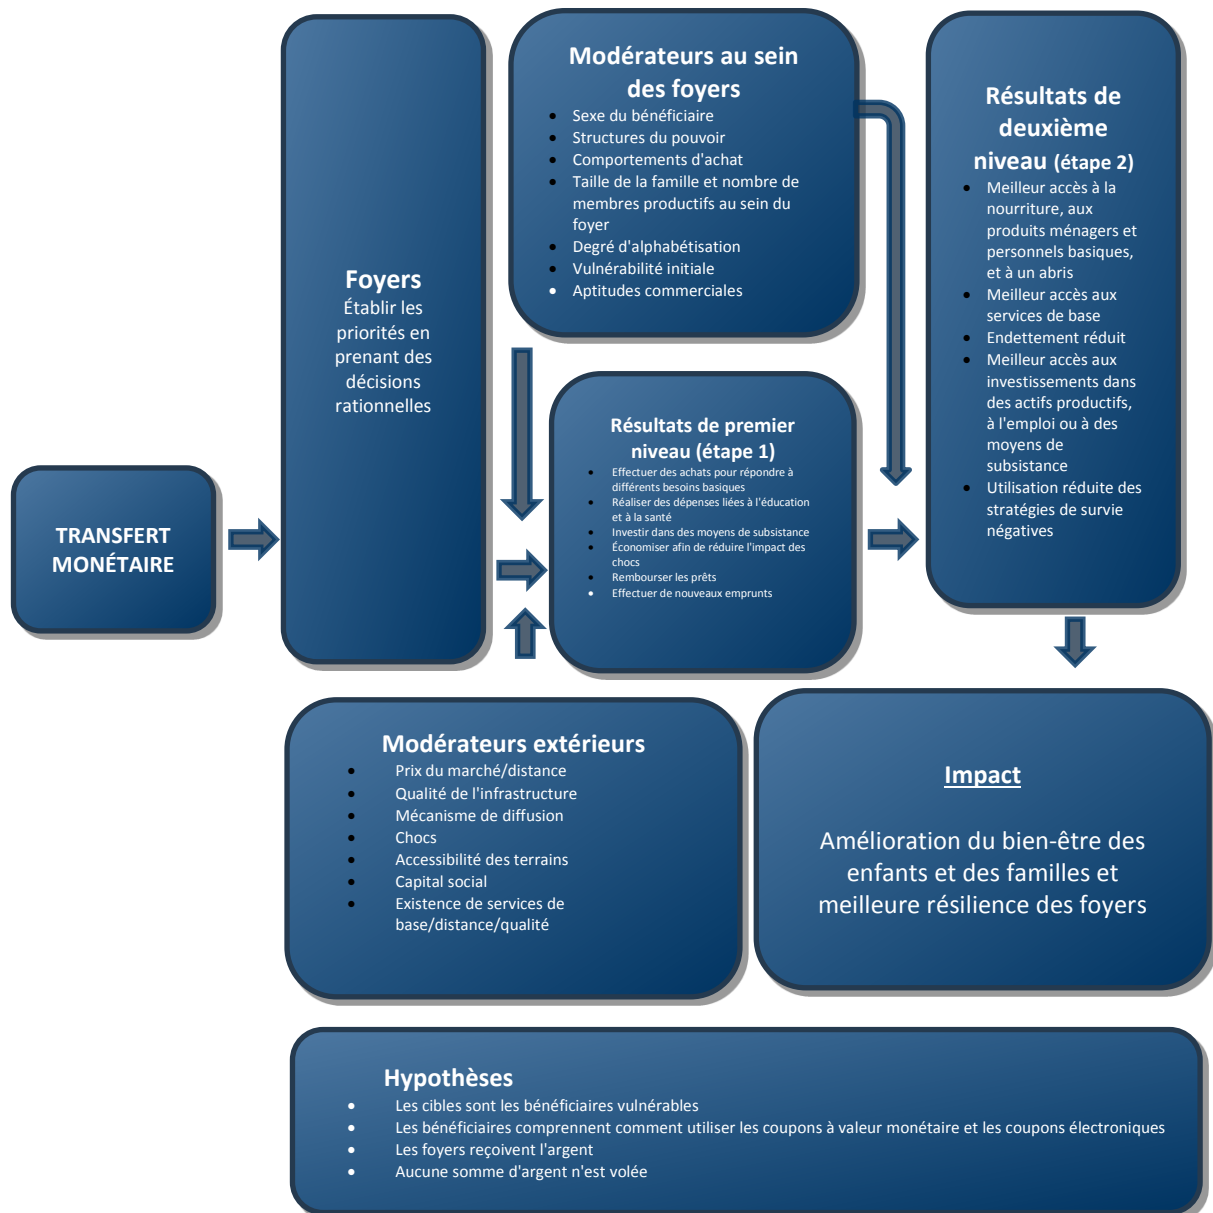 TRANSFERT
MONÉTAIRE
Foyers
Établir les
priorités en
prenant des
décisions
rationnelles
Modérateurs au sein
des foyers
• Sexe du bénéficiaire
• Structures du pouvoir
• Comportements d'achat
• Taille de la famille et nombre de
membres productifs au sein du
foyer
• Degré d'alphabétisation
• Vulnérabilité initiale
• Aptitudes commerciales
Résultats de premier
niveau (étape 1)
• Effectuer des achats pour répondre à
différents besoins basiques
• Réaliser des dépenses liées à l'éducation
et à la santé
• Investir dans des moyens de subsistance
• Économiser afin de réduire l'impact des
chocs
• Rembourser les prêts
• Effectuer de nouveaux emprunts
Résultats de
deuxième
niveau (étape 2)
• Meilleur accès à la
nourriture, aux
produits ménagers et
personnels basiques,
et à un abris
• Meilleur accès aux
services de base
• Endettement réduit
• Meilleur accès aux
investissements dans
des actifs productifs,
à l'emploi ou à des
moyens de
subsistance
• Utilisation réduite des
stratégies de survie
négatives
Modérateurs extérieurs
• Prix du marché/distance
• Qualité de l'infrastructure
• Mécanisme de diffusion
• Chocs
• Accessibilité des terrains
• Capital social
• Existence de services de
base/distance/qualité
Impact
Amélioration du bien-être des
enfants et des familles et
meilleure résilience des foyers
Hypothèses
• Les cibles sont les bénéficiaires vulnérables
• Les bénéficiaires comprennent comment utiliser les coupons à valeur monétaire et les coupons électroniques
• Les foyers reçoivent l'argent
• Aucune somme d'argent n'est volée